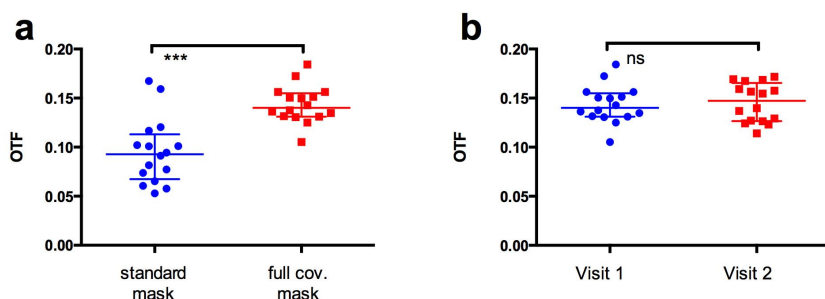 a
0.20
0.15
0.10
0.05
0.00
OTF
***
standard
mask
full cov.
mask
b
0.20
0.15
0.10
0.05
0.00
OTF
ns
Visit 1
Visit 2